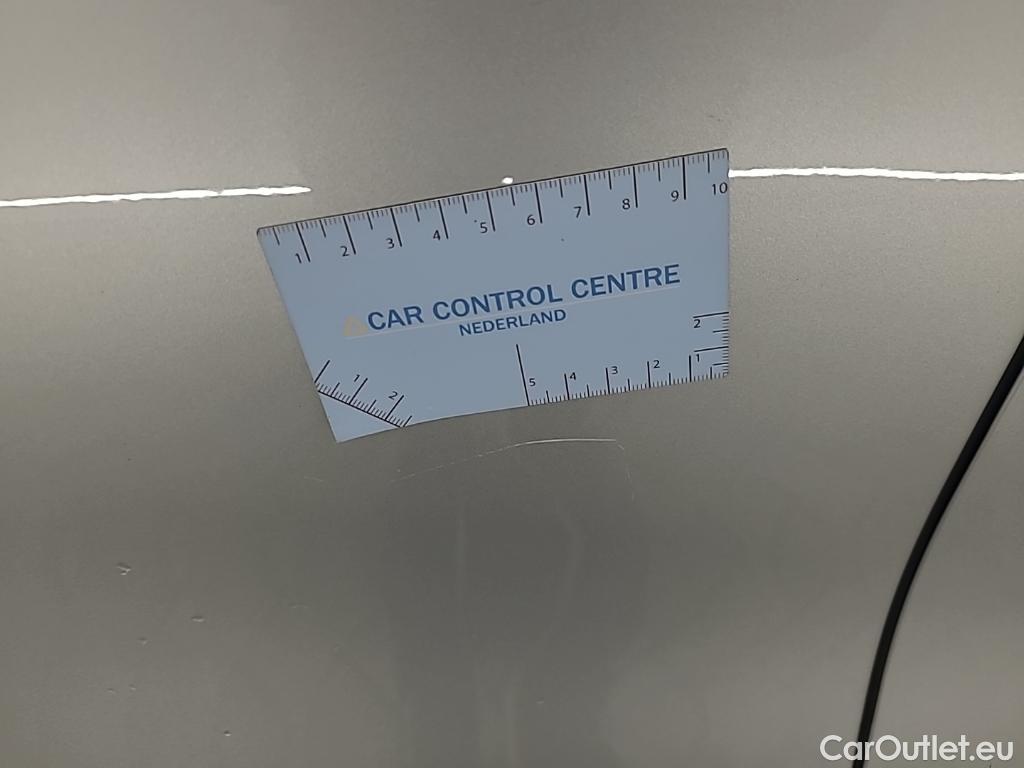 1 2 3 4 5 6 7 8 9 10
CAR CONTROL CENTRE
NEDERLAND
2
1 2
5 4 3 2 1
CarOutlet.eu